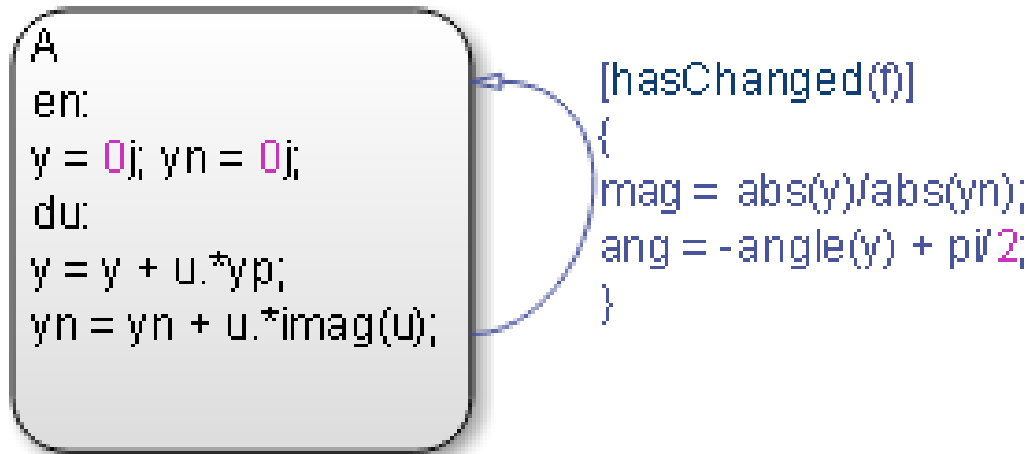 A
en:
y = 0j; yn = 0j;
du:
y = y + u.*yp;
yn = yn + u.*imag(u);
[hasChanged(f)]
{
mag = abs(y)/abs(yn);
ang = -angle(y) + pi/2;
}